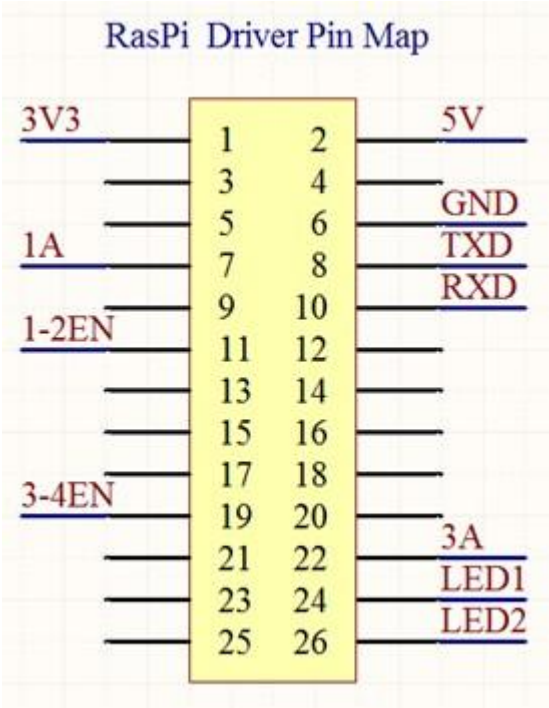 RasPi Driver Pin Map
3V3 1 2 5V
3 4
5 6 GND
1A 7 8 TXD
9 10 RXD
1-2EN 11 12
13 14
15 16
17 18
3-4EN 19 20
21 22 3A
23 24 LED1
25 26 LED2